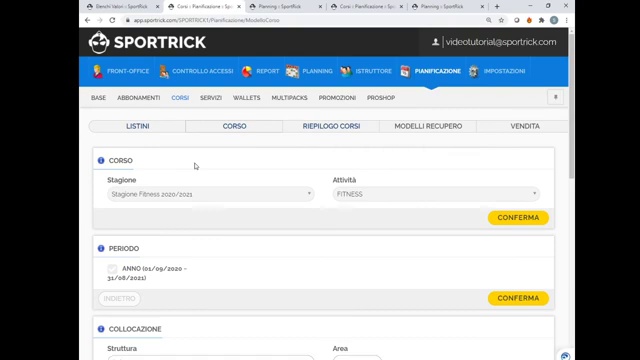 Elenchi Valori :: SportRick
Corsi :: Pianificazione :: SportRick
Planning :: SportRick
Corsi :: Pianificazione :: SportRick
Planning :: SportRick
app.sportrick.com/SPORTRICK1/Pianificazione/ModelloCorso
SPORTRICK
videotutorial@sportrick.com
FRONT-OFFICE
CONTROLLO ACCESSI
REPORT
PLANNING
ISTRUTTORE
PIANIFICAZIONE
IMPOSTAZIONI
BASE
ABBONAMENTI
CORSI
SERVIZI
WALLETS
MULTIPACKS
PROMOZIONI
PROSHOP
LISTINI
CORSO
RIEPILOGO CORSI
MODELLI RECUPERO
VENDITA
CORSO
Stagione
Attività
Stagione Fitness 2020/2021
FITNESS
CONFERMA
PERIODO
ANNO (01/09/2020 -
31/08/2021)
INDIETRO
CONFERMA
COLLOCAZIONE
Struttura
Area